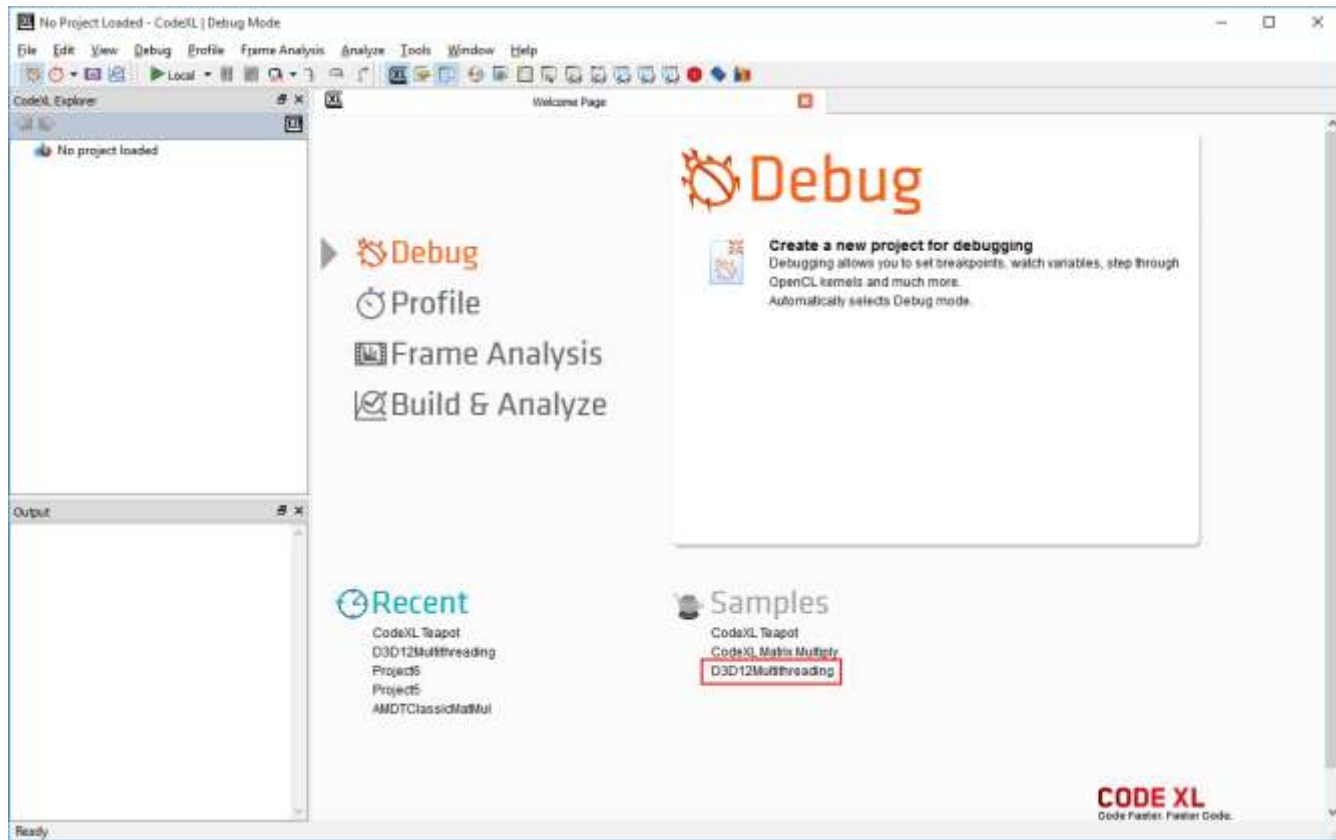 No Project Loaded - CodeXL | Debug Mode
File Edit View Debug Profile Frame Analysis Analyze Tools Window Help
Local
CodeXL Explorer
XL
Welcome Page
No project loaded
Debug
Create a new project for debugging
Debugging allows you to set breakpoints, watch variables, step through
OpenCL kernels and much more.
Automatically selects Debug mode.
Debug
Profile
Frame Analysis
Build & Analyze
Output
Recent
CodeXL Teapot
D3D12Multithreading
Project6
Project5
AMDTClassicMatMul
Samples
CodeXL Teapot
CodeXL Matrix Multiply
D3D12Multithreading
CODE XL
Code Faster. Faster Code.
Ready